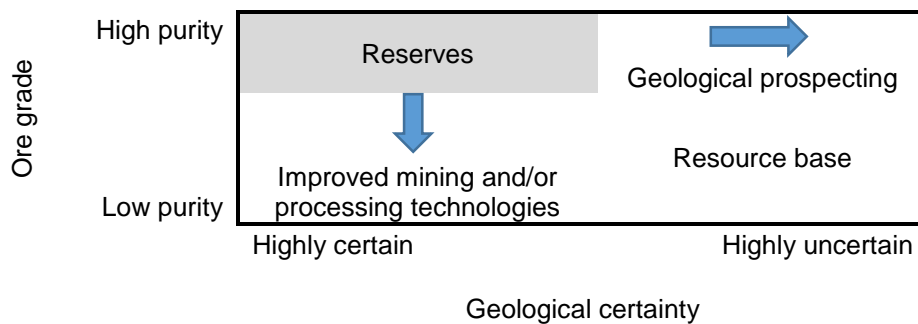 High purity
Reserves
Geological prospecting
Ore grade
Resource base
Improved mining and/or
processing technologies
Low purity
Highly certain
Highly uncertain
Geological certainty